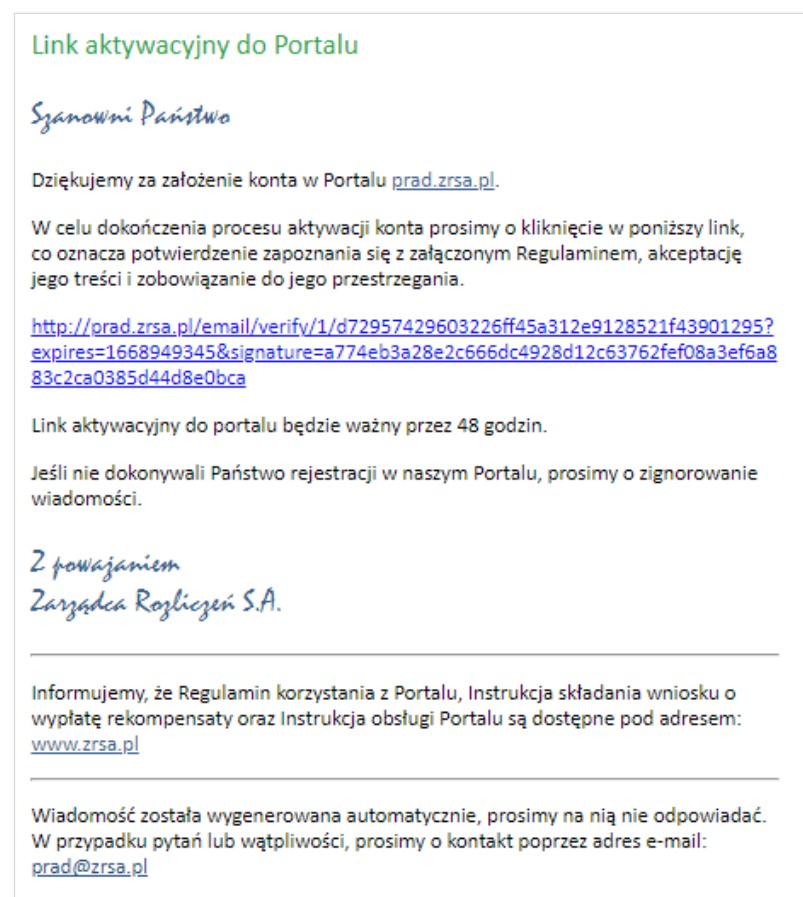 Link aktywacyjny do Portalu
Szanowni Państwo
Dziękujemy za założenie konta w Portalu prad.zrsa.pl.
W celu dokończenia procesu aktywacji konta prosimy o kliknięcie w poniższy link,
co oznacza potwierdzenie zapoznania się z załączonym Regulaminem, akceptację
jego treści i zobowiązanie do jego przestrzegania.
http://prad.zrsa.pl/email/verify/1/d72957429603226ff45a312e9128521f43901295?
expires=1668949345&signature=a774eb3a28e2c666dc4928d12c63762fef08a3ef6a8
83c2ca0385d44d8e0bca
Link aktywacyjny do portalu będzie ważny przez 48 godzin.
Jeśli nie dokonywali Państwo rejestracji w naszym Portalu, prosimy o zignorowanie
wiadomości.
Z poważaniem
Zarządca Rozliczeń S.A.
Informujemy, że Regulamin korzystania z Portalu, Instrukcja składania wniosku o
wypłatę rekompensaty oraz Instrukcja obsługi Portalu są dostępne pod adresem:
www.zrsa.pl
Wiadomość została wygenerowana automatycznie, prosimy na nią nie odpowiadać.
W przypadku pytań lub wątpliwości, prosimy o kontakt poprzez adres e-mail:
prad@zrsa.pl